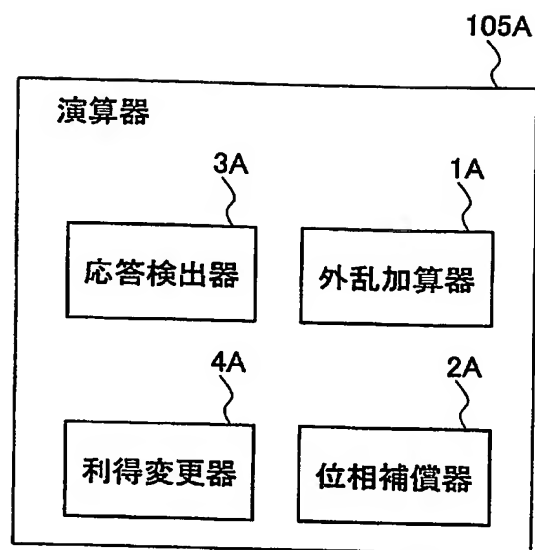 105A
演算器
3A
1A
応答検出器
外乱加算器
4A
2A
利得変更器
位相補償器